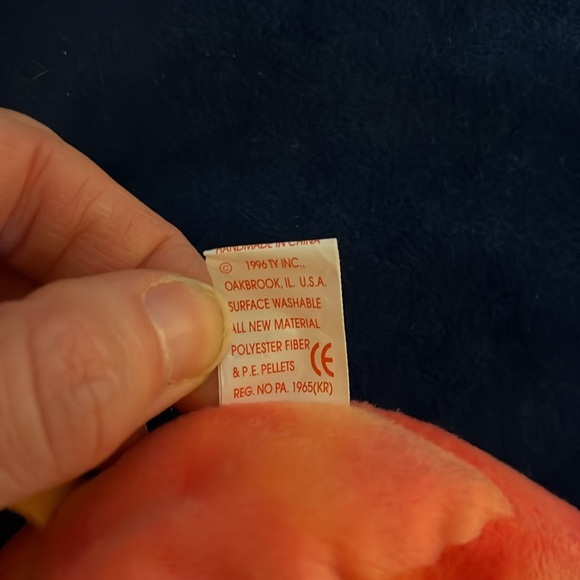 HANDMADE IN CHINA
© 1996 TY INC.,
OAKBROOK, IL. U.S.A.
SURFACE WASHABLE
ALL NEW MATERIAL
POLYESTER FIBER
& P.E. PELLETS CE
REG. NO PA. 1965(KR)